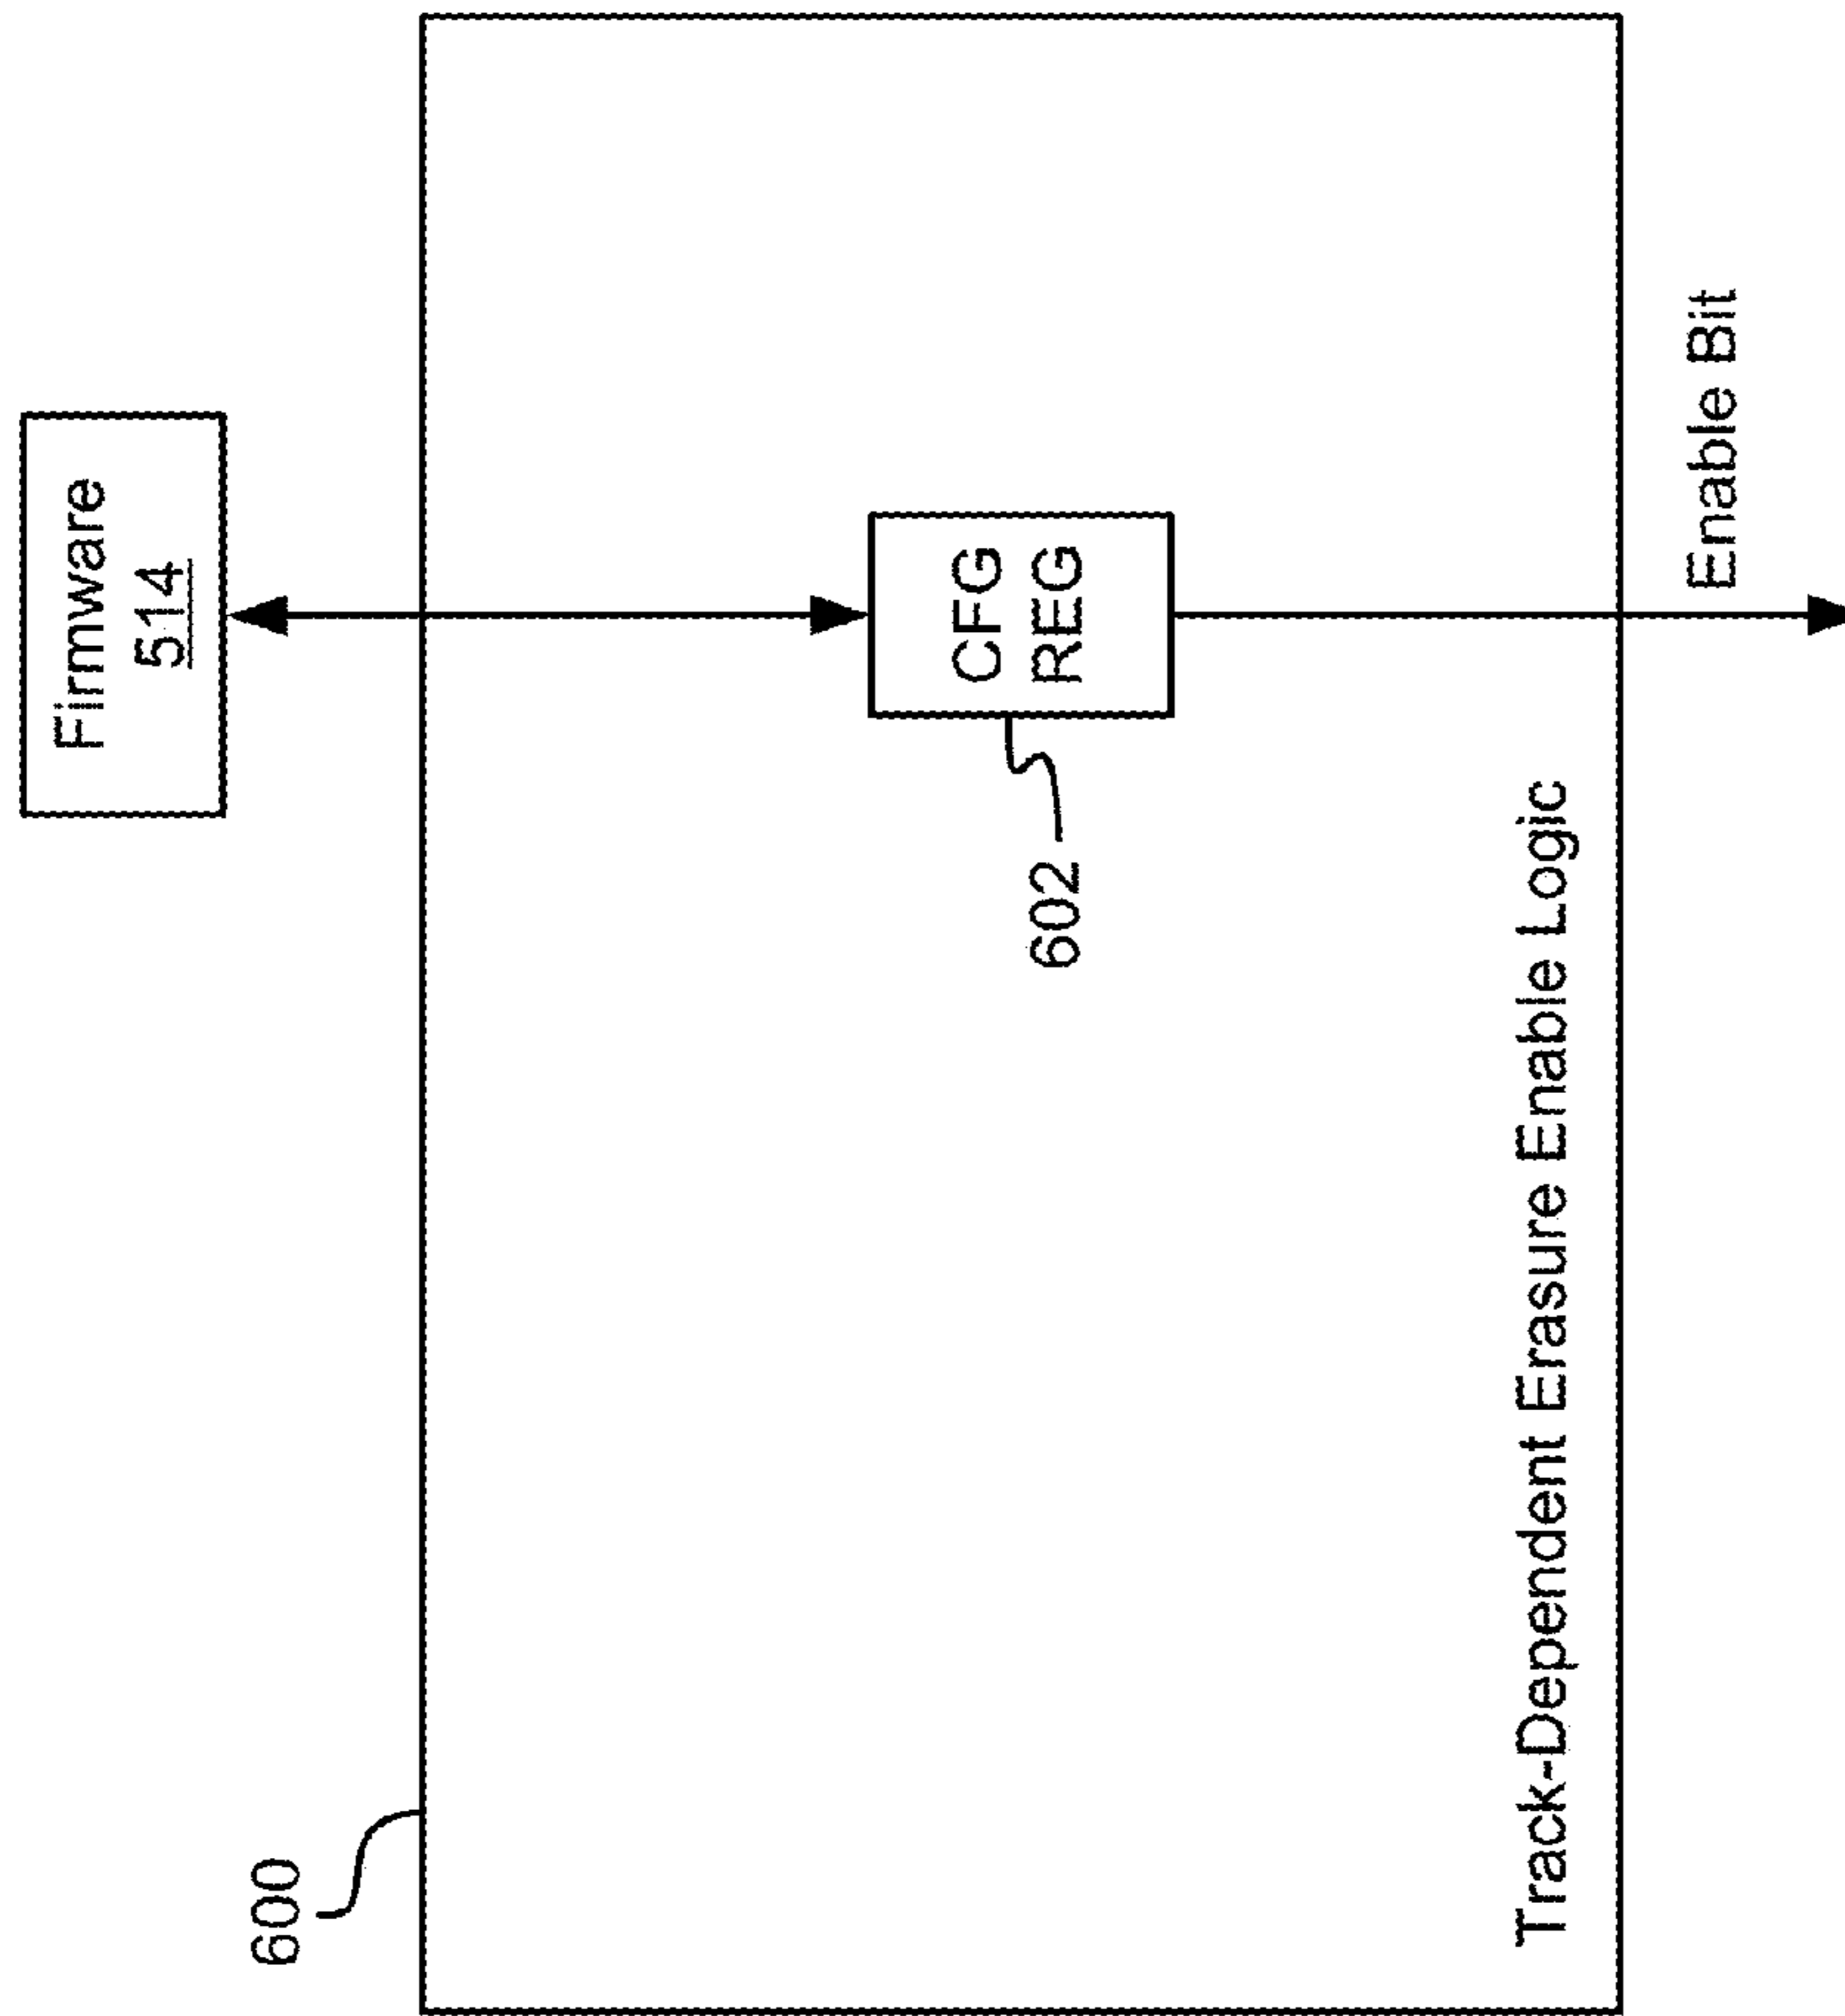 Firmware
514
600
CFG
REG
602
Track-Dependent Erasure Enable Logic
Enable Bit